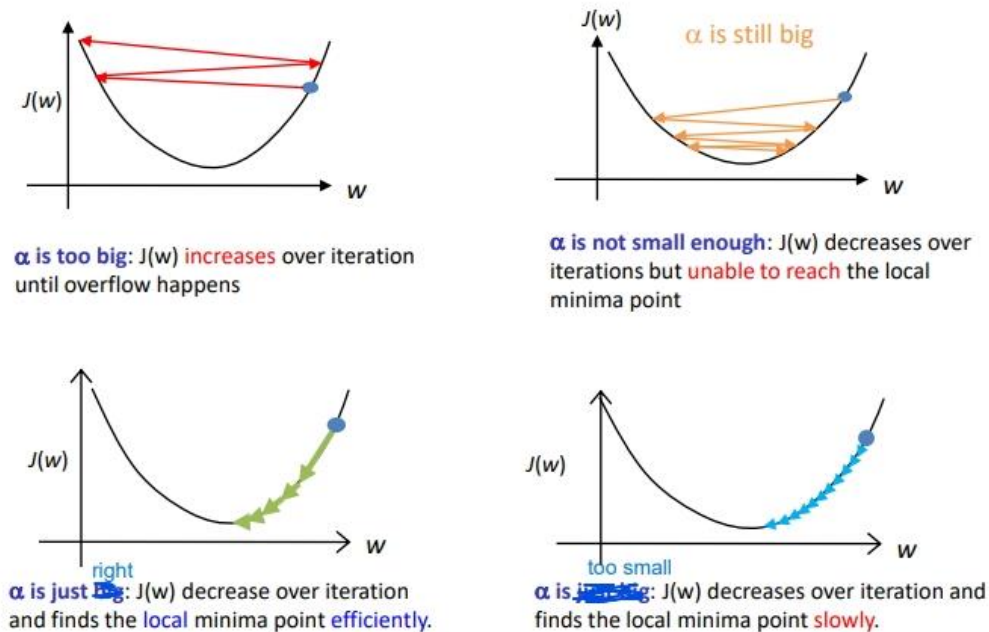 J(w)
w
α is too big: J(w) increases over iteration
until overflow happens
J(w)
α is still big
w
α is not small enough: J(w) decreases over
iterations but unable to reach the local
minima point
J(w)
w
right
α is just : J(w) decrease over iteration
and finds the local minima point efficiently.
J(w)
w
too small
α is : J(w) decreases over iteration and
finds the local minima point slowly.